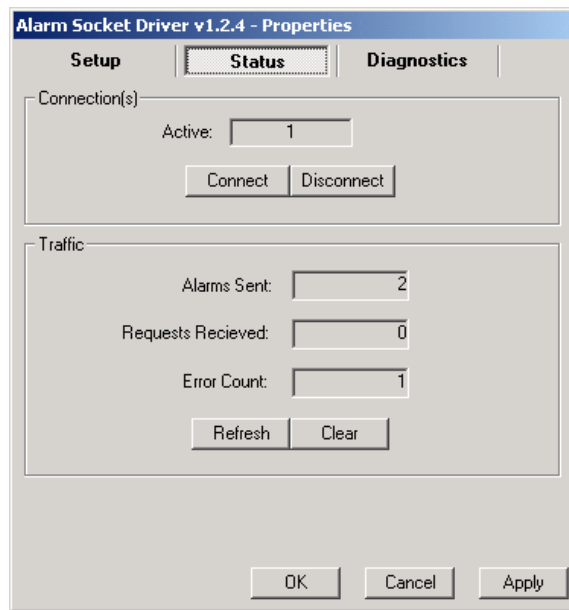 Alarm Socket Driver v1.2.4 - Properties
Setup Status Diagnostics
Connection(s)
Active: 1
Connect Disconnect
Traffic
Alarms Sent: 2
Requests Recieved: 0
Error Count: 1
Refresh Clear
OK Cancel Apply